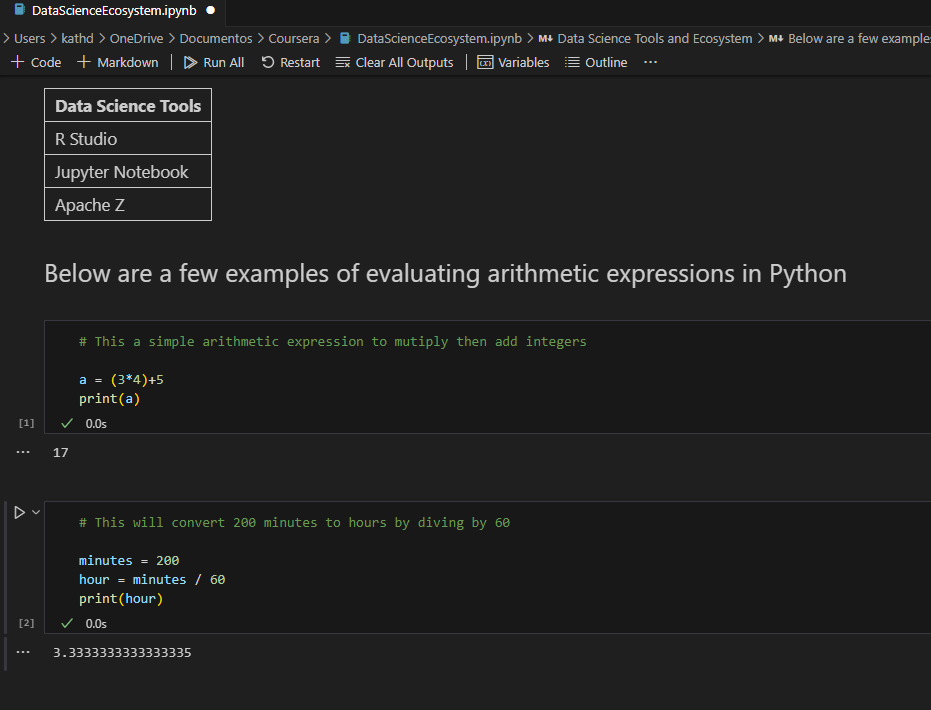 DataScienceEcosystem.ipynb
Users > kathd > OneDrive > Documentos > Coursera > DataScienceEcosystem.ipynb > M↓ Data Science Tools and Ecosystem > M↓ Below are a few example
+ Code + Markdown | Run All Restart Clear All Outputs | Variables Outline ...
Data Science Tools
R Studio
Jupyter Notebook
Apache Z
Below are a few examples of evaluating arithmetic expressions in Python
# This a simple arithmetic expression to mutiply then add integers
a = (3*4)+5
print(a)
[1] ✓ 0.0s
... 17
# This will convert 200 minutes to hours by diving by 60
minutes = 200
hour = minutes / 60
print(hour)
[2] ✓ 0.0s
... 3.3333333333333335